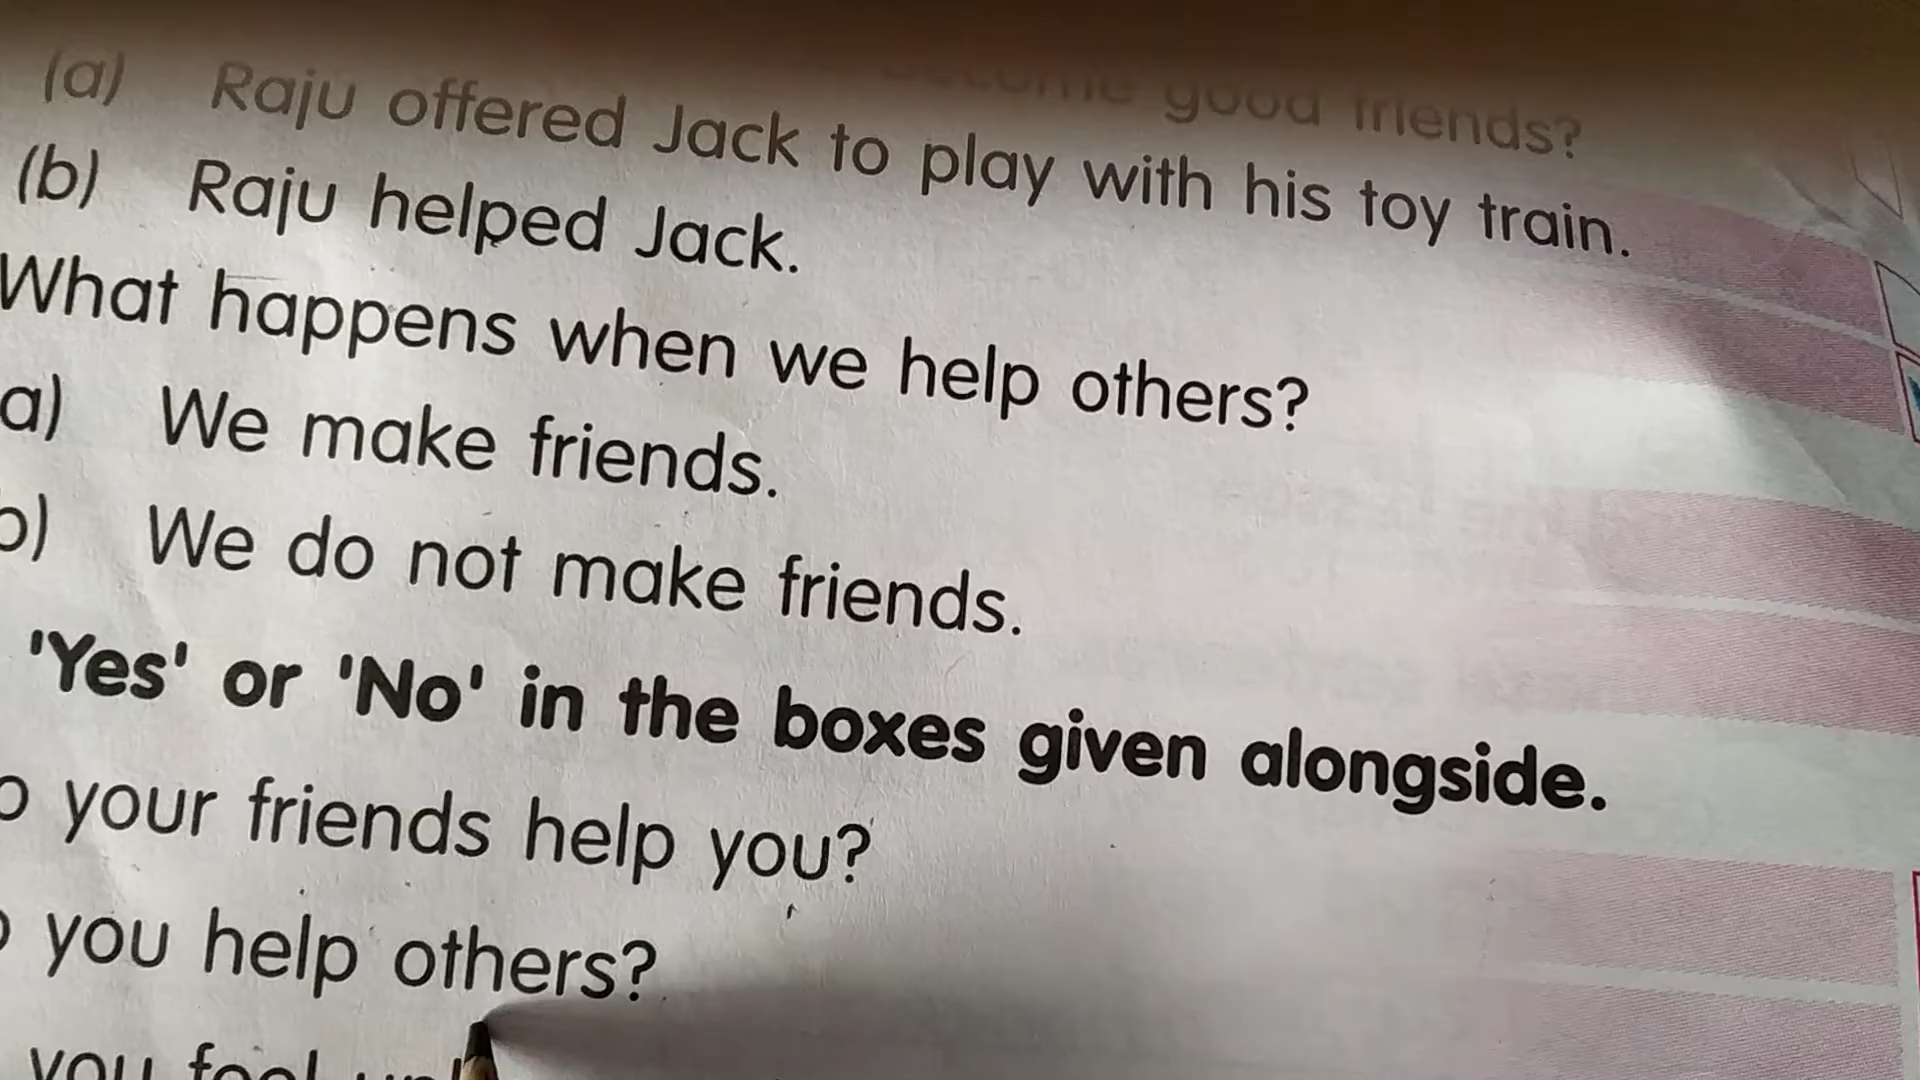 good friends?
(a) Raju offered Jack to play with his toy train.
(b) Raju helped Jack.
What happens when we help others?
a) We make friends.
b) We do not make friends.
'Yes' or 'No' in the boxes given alongside.
your friends help you?
you help others?
you feel